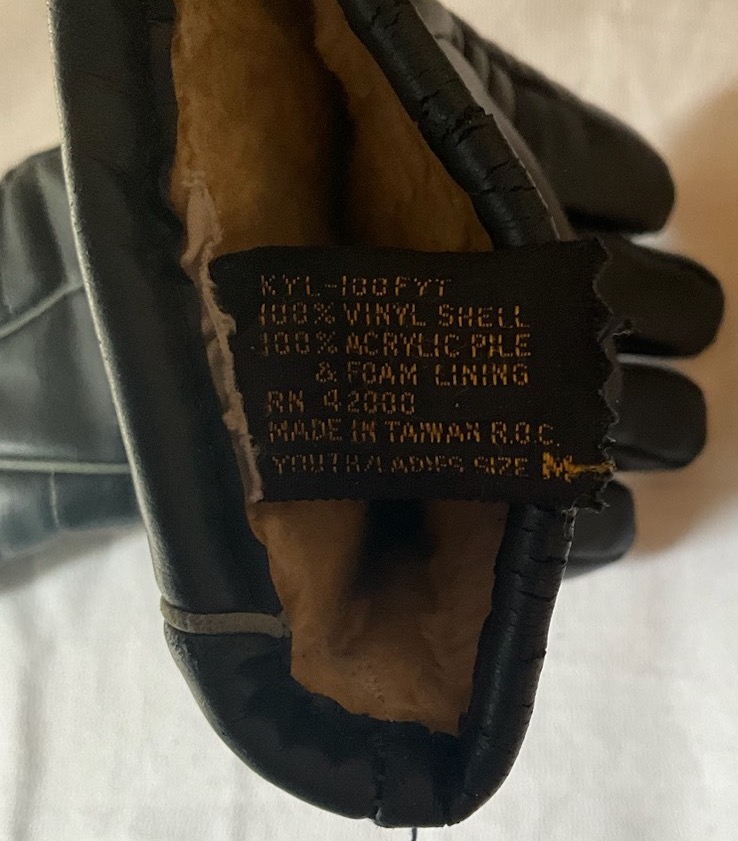 KYL-100FYT
100% VINYL SHELL
100% ACRYLIC PILE
& FOAM LINING
RN 42000
MADE IN TAIWAN R.O.C.
YOUTH/LADIES SIZE M